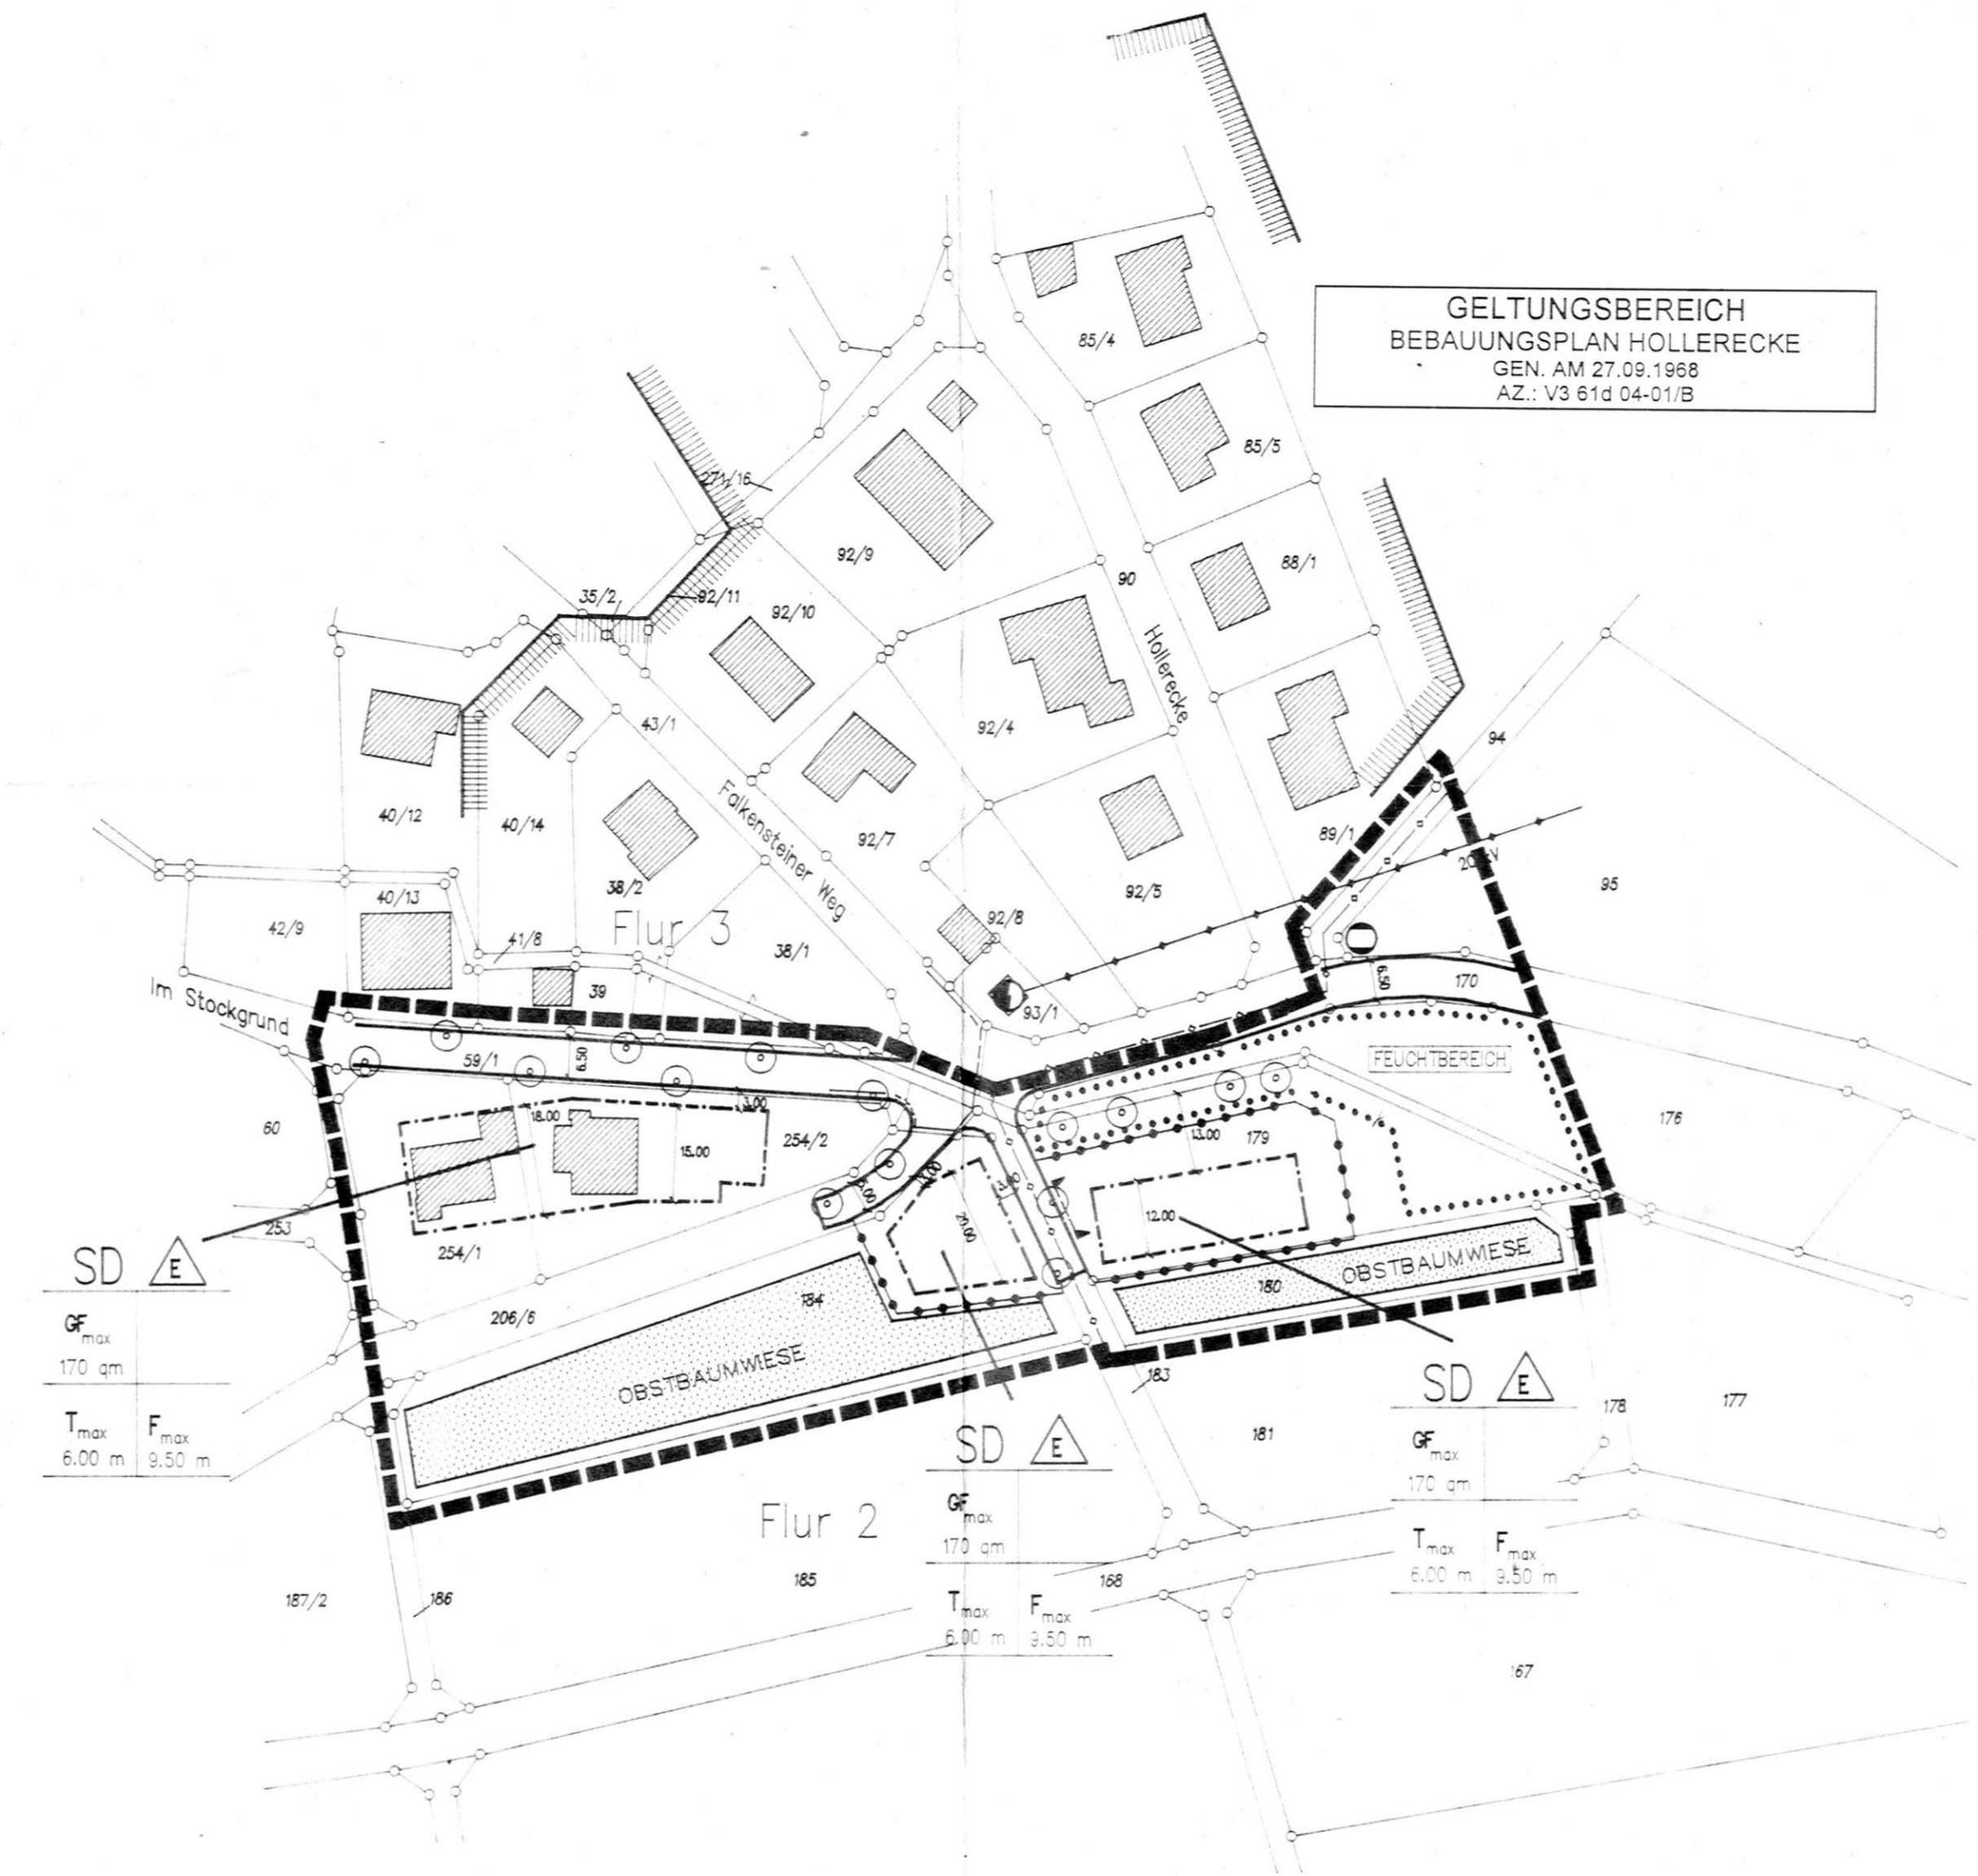 GELTUNGSBEREICH
BEBAUUNGSPLAN HOLLERECKE
GEN. AM 27.09.1968
AZ.: V3 61d 04-01/B
85/4
85/5
271/16
92/9
88/1
90
35/2
92/11
92/10
Hollerecke
43/1
92/4
94
40/12
40/14
Falkensteiner Weg
92/7
89/1
38/2
92/5
95
40/13
42/9
41/8
Flur 3
38/1
92/8
Im Stockgrund
39
93/1
6.50
170
59/1
6.50
FEUCHTBEREICH
3.00
18.00
60
254/2
15.00
13.00
179
176
12.00
253
254/1
OBSTBAUMWIESE
180
184
206/6
OBSTBAUMWIESE
183
SD E
GF max
170 qm
T max F max
6.00 m 9.50 m
SD E
GF max
170 qm
T max F max
6.00 m 9.50 m
SD E
GF max
170 qm
T max F max
6.00 m 9.50 m
178
177
181
Flur 2
185
168
187/2
186
167